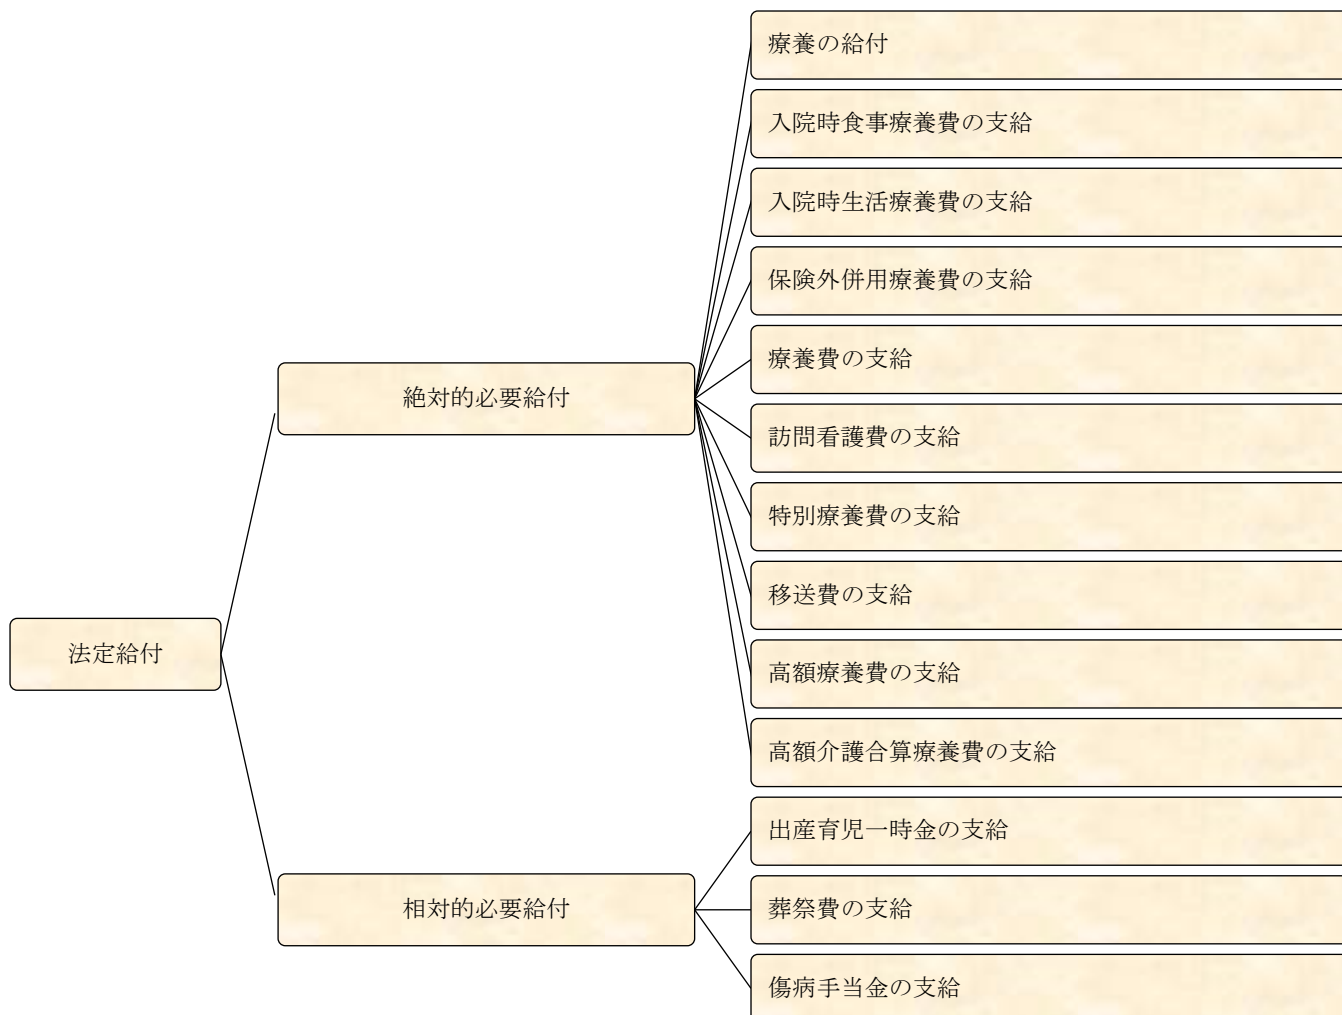 法定給付
絶対的必要給付
療養の給付
入院時食事療養費の支給
入院時生活療養費の支給
保険外併用療養費の支給
療養費の支給
訪問看護費の支給
特別療養費の支給
移送費の支給
高額療養費の支給
高額介護合算療養費の支給
相対的必要給付
出産育児一時金の支給
葬祭費の支給
傷病手当金の支給